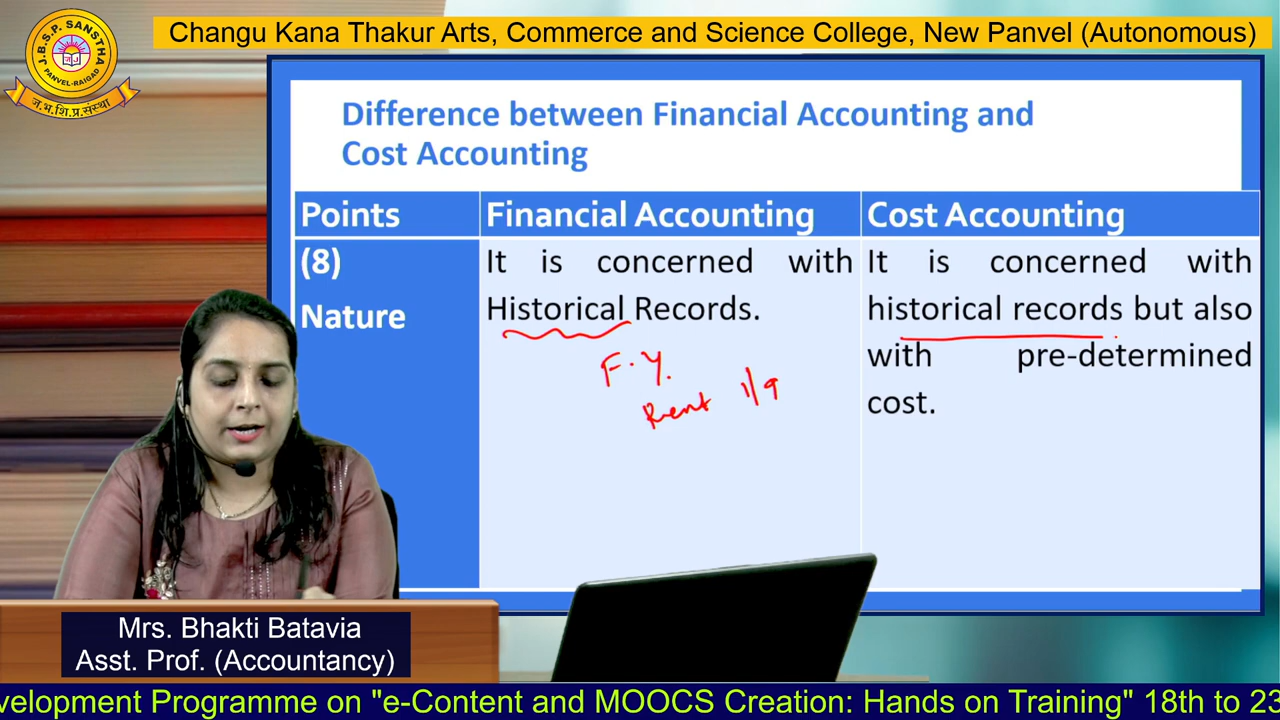 J.B.S.P. SANSTHA
PANVEL-RAIGAD
ज.भ.शि.प्र.संस्था
Changu Kana Thakur Arts, Commerce and Science College, New Panvel (Autonomous)
Difference between Financial Accounting and
Cost Accounting
Points Financial Accounting Cost Accounting
(8)
Nature
It is concerned with
Historical Records.
F.Y.
Rent 1/9
It is concerned with
historical records but also
with pre-determined
cost.
Mrs. Bhakti Batavia
Asst. Prof. (Accountancy)
velopment Programme on "e-Content and MOOCS Creation: Hands on Training" 18th to 23